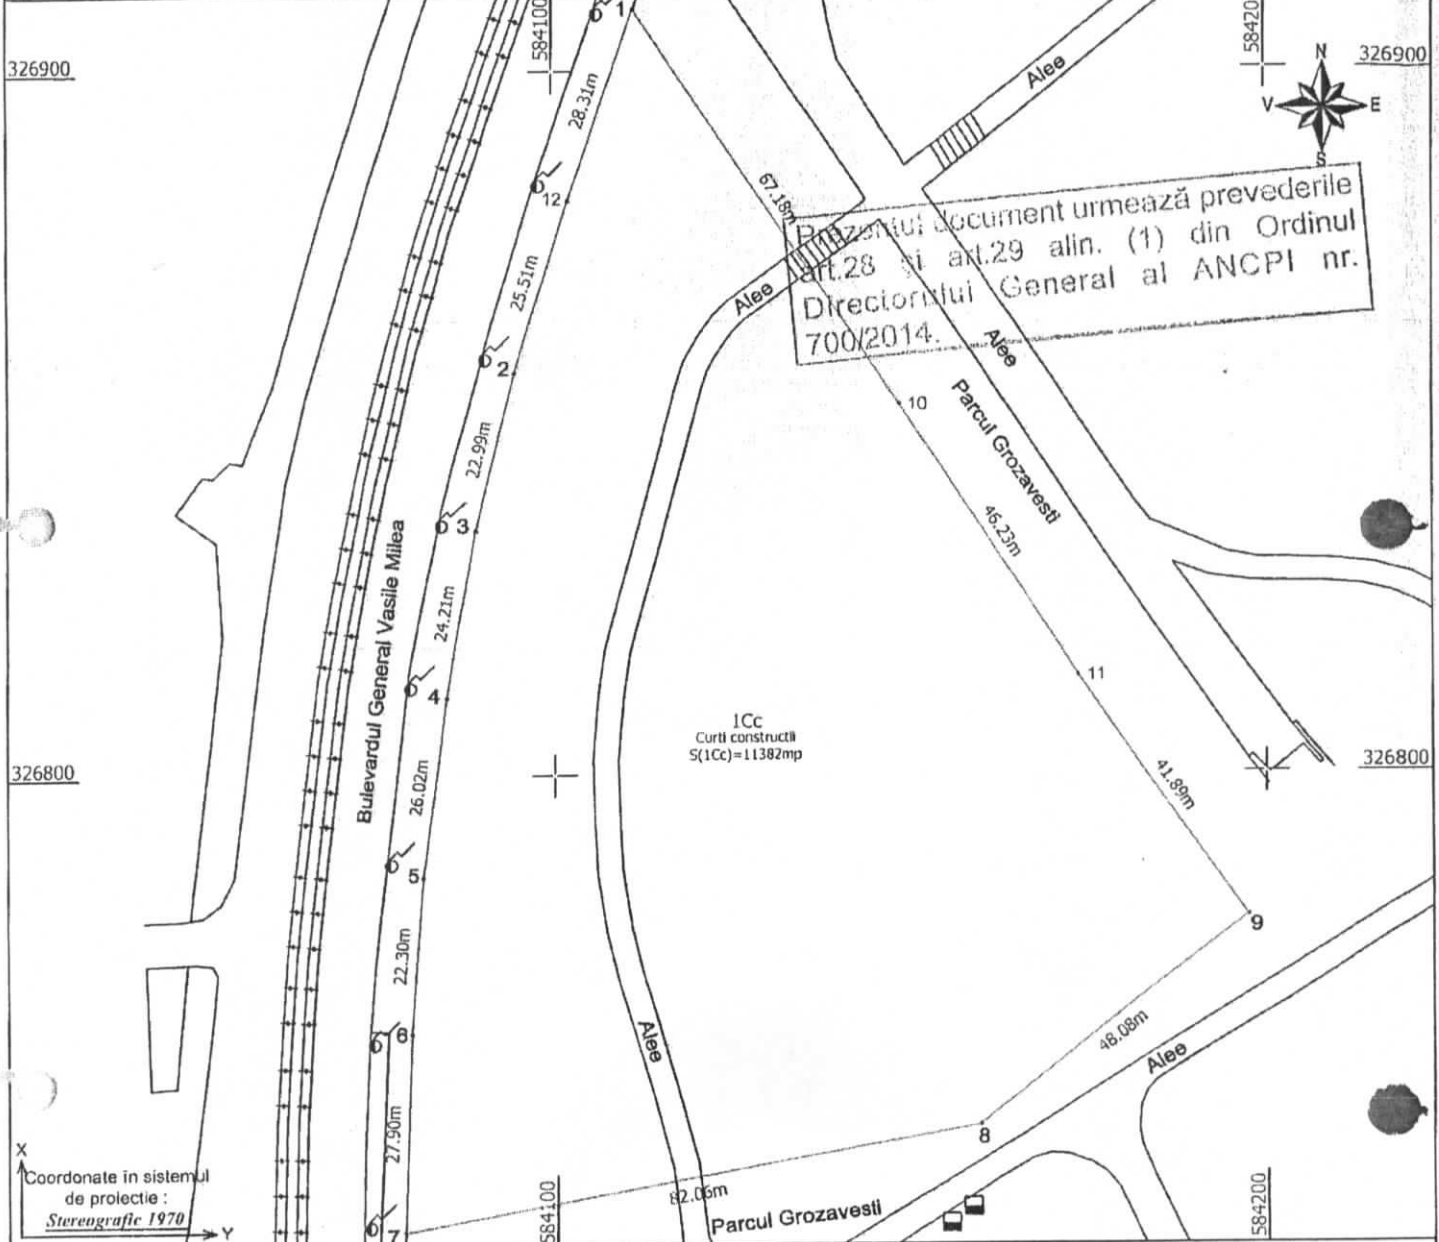 584100
58420
326900
326900
N
V
E
S
1
28.31m
Alee
12
67.18m
Prezentul document urmează prevederile
art.28 și art.29 alin. (1) din Ordinul
Directorului General al ANCPI nr.
700/2014.
25.51m
Alee
2
Alee
10
Parcul Grozavesti
22.99m
3
46.23m
Bulevardul General Vasile Milea
24.21m
4
11
1Cc
Curti constructii
S(1Cc)=11382mp
326800
326800
26.02m
41.89m
5
9
22.30m
6
Alee
48.08m
Alee
27.90m
8
X
Coordonate in sistemul
de proiectie :
Stereografic 1970
Y
7
584100
82.06m
Parcul Grozavesti
584200